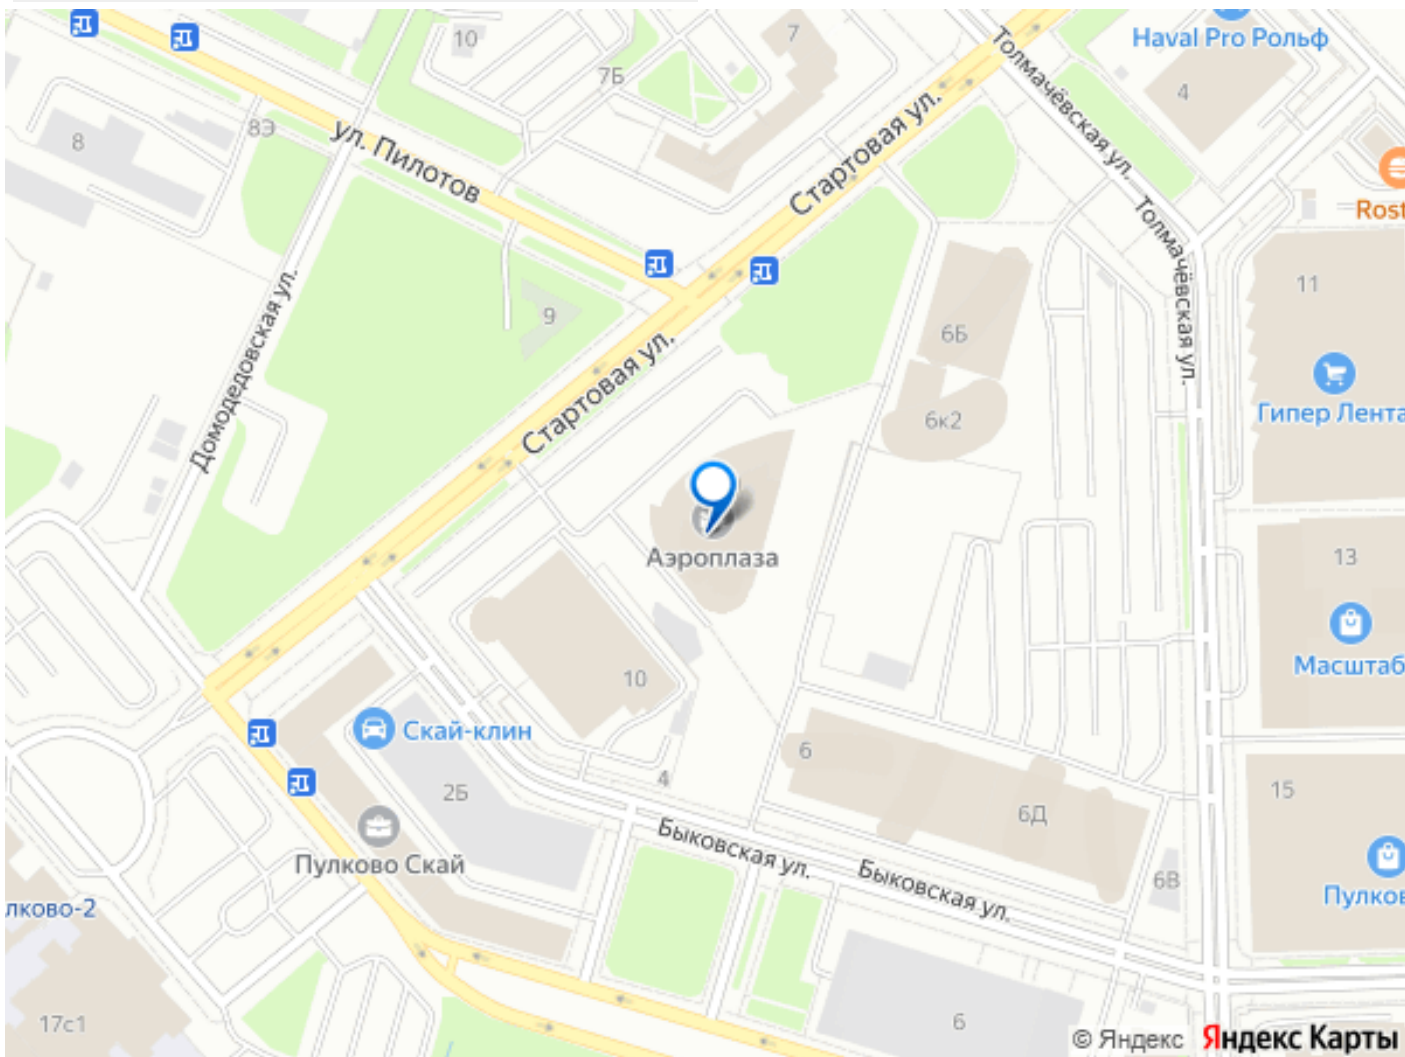 10
7
Haval Pro Рольф
7Б
4
8Э
8
ул. Пилотов
Стартовая ул.
Толмачёвская ул.
Rost
Толмачёвская ул.
11
9
6Б
Домодедовская ул.
Стартовая ул.
6к2
Гипер Лента
Аэроплаза
13
10
Масштаб
Скай-клин
6
4
2Б
6Д
15
Быковская ул.
Пулково Скай
Быковская ул.
6В
Пулков
лково-2
17с1
6
© Яндекс Яндекс Карты